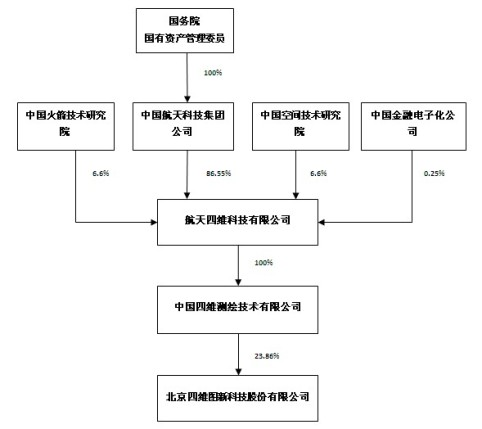 国务院
国有资产管理委员
100%
中国火箭技术研究
院
中国航天科技集团
公司
中国空间技术研究
院
中国金融电子化公
司
6.6%
86.55%
6.6%
0.25%
航天四维科技有限公司
100%
中国四维测绘技术有限公司
23.86%
北京四维图新科技股份有限公司